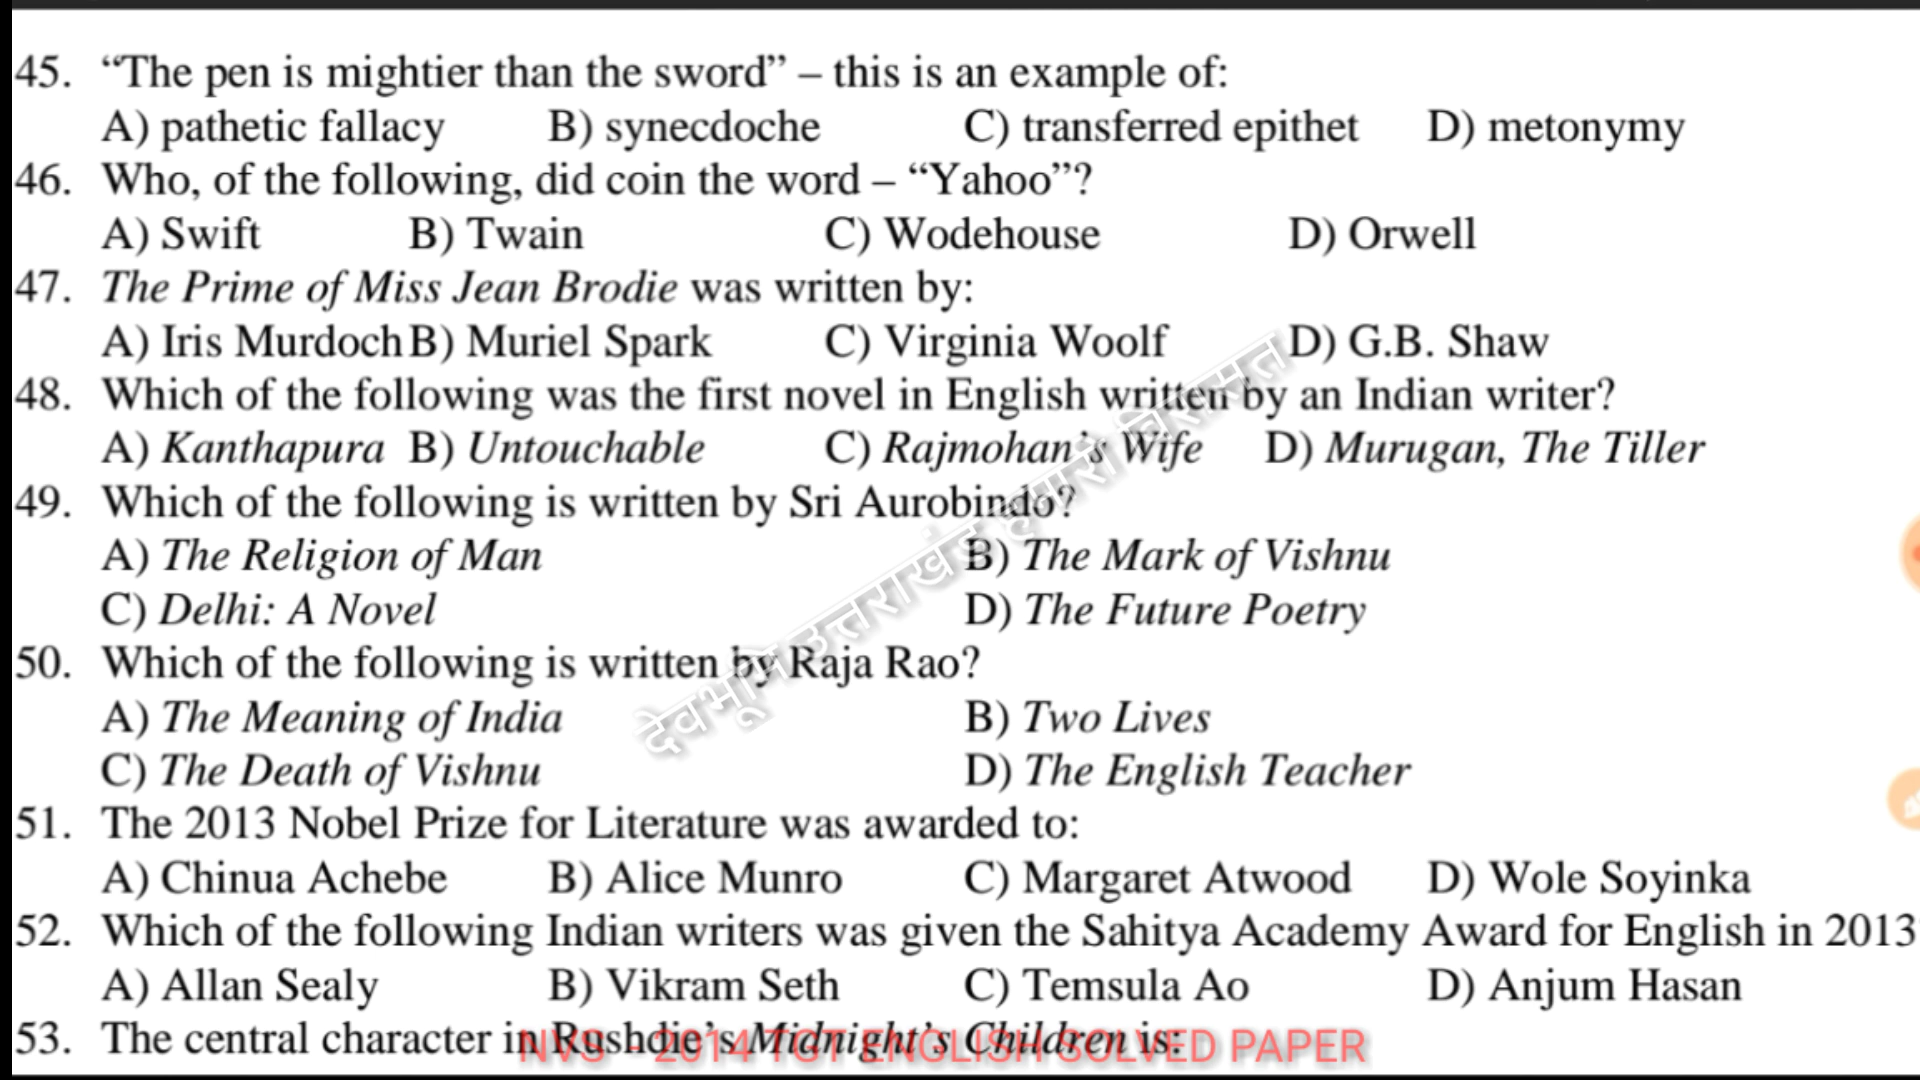 45. “The pen is mightier than the sword” – this is an example of:
A) pathetic fallacy B) synecdoche C) transferred epithet D) metonymy
46. Who, of the following, did coin the word – “Yahoo”?
A) Swift B) Twain C) Wodehouse D) Orwell
47. The Prime of Miss Jean Brodie was written by:
A) Iris Murdoch B) Muriel Spark C) Virginia Woolf D) G.B. Shaw
48. Which of the following was the first novel in English written by an Indian writer?
A) Kanthapura B) Untouchable C) Rajmohan's Wife D) Murugan, The Tiller
49. Which of the following is written by Sri Aurobindo?
A) The Religion of Man B) The Mark of Vishnu
C) Delhi: A Novel D) The Future Poetry
50. Which of the following is written by Raja Rao?
A) The Meaning of India B) Two Lives
C) The Death of Vishnu D) The English Teacher
51. The 2013 Nobel Prize for Literature was awarded to:
A) Chinua Achebe B) Alice Munro C) Margaret Atwood D) Wole Soyinka
52. Which of the following Indian writers was given the Sahitya Academy Award for English in 2013
A) Allan Sealy B) Vikram Seth C) Temsula Ao D) Anjum Hasan
53. The central character in Rushdie’s Midnight’s Children is:
NVS - 2014 TGT ENGLISH SOLVED PAPER
देवभूमि उत्तराखंड हमारी विरासत